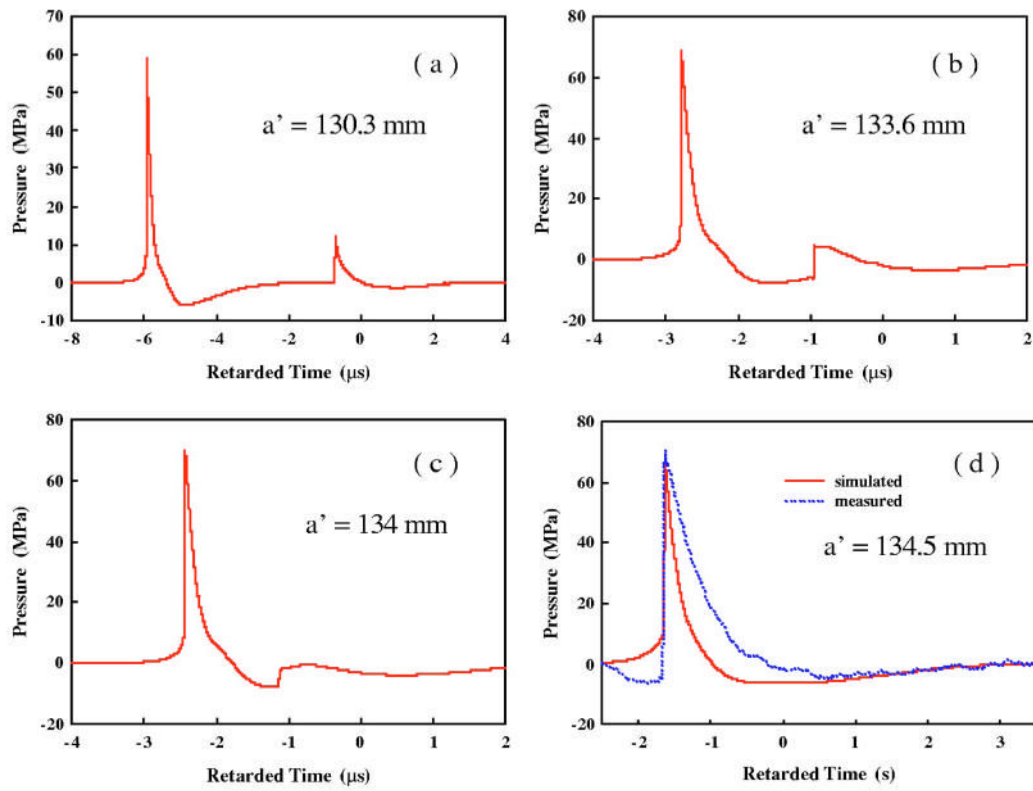 70
60
50
40
30
20
10
0
-10
Pressure (MPa)
( a )
a' = 130.3 mm
-8 -6 -4 -2 0 2 4
Retarded Time (μs)
80
60
40
20
0
-20
Pressure (MPa)
( b )
a' = 133.6 mm
-4 -3 -2 -1 0 1 2
Retarded Time (μs)
80
60
40
20
0
-20
Pressure (MPa)
( c )
a' = 134 mm
-4 -3 -2 -1 0 1 2
Retarded Time (μs)
80
60
40
20
0
-20
Pressure (MPa)
( d )
simulated
measured
a' = 134.5 mm
-2 -1 0 1 2 3
Retarded Time (s)